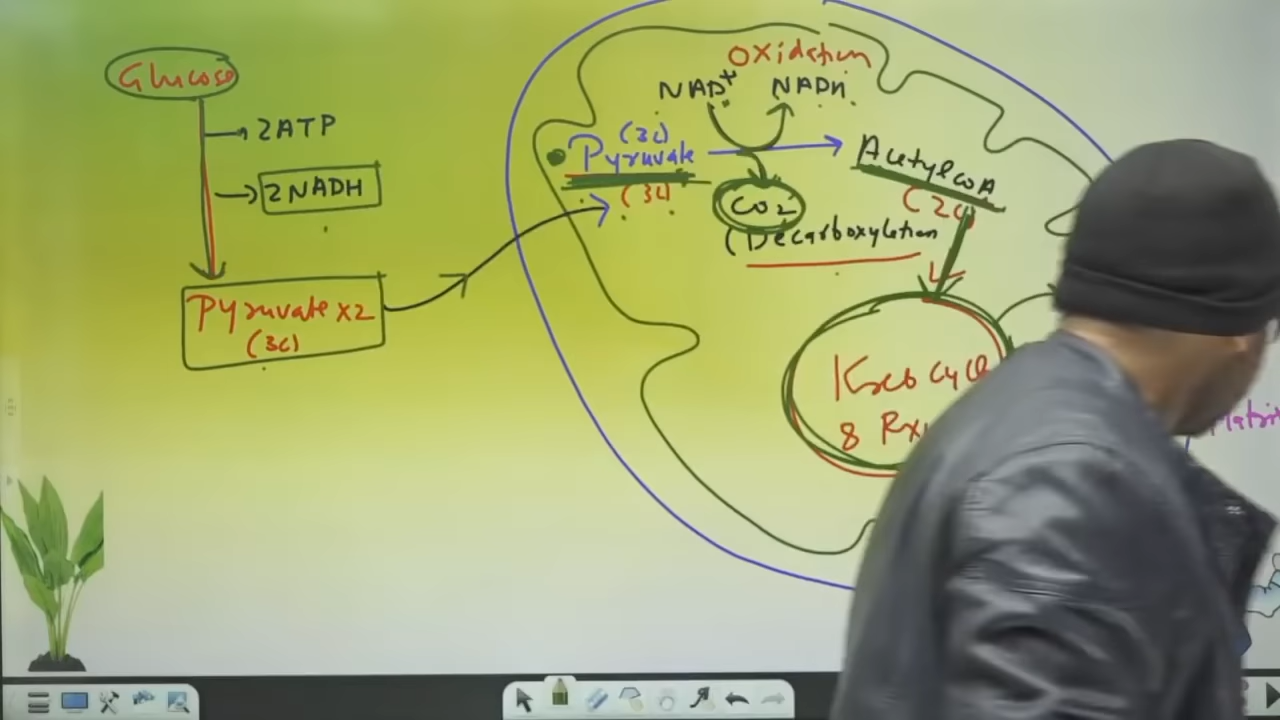 Glucose
2ATP
2NADH
Pyruvate x2
(3C)
Oxidation
NAD+
NADH
(3C)
Pyruvate
(3C)
CO2
(Decarboxylation
Acetyl CoA
(2C)
Kreb Cycle
8 Rx